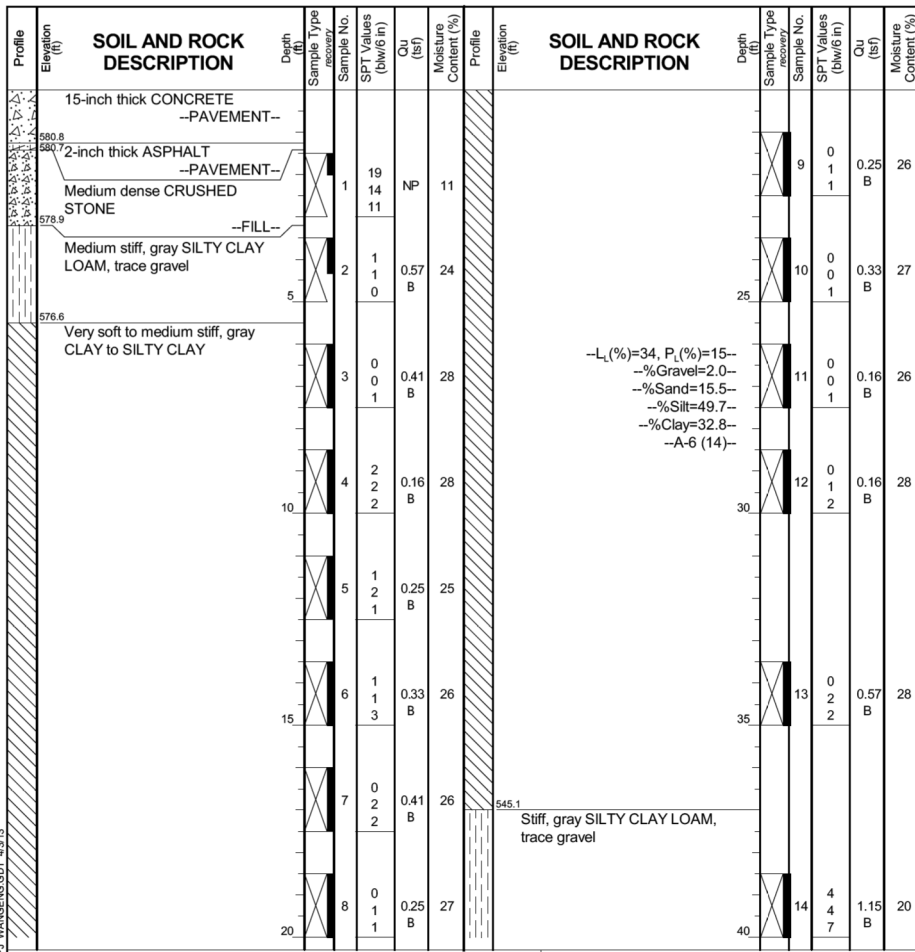 Profile
Elevation (ft)
SOIL AND ROCK
DESCRIPTION
Depth (ft)
Sample Type
recovery
Sample No.
SPT Values (blw/6 in)
Qu (tsf)
Moisture Content (%)
15-inch thick CONCRETE
--PAVEMENT--
580.8
580.7
2-inch thick ASPHALT
--PAVEMENT--
Medium dense CRUSHED
STONE
--FILL--
1
19
14
11
NP
11
578.9
Medium stiff, gray SILTY CLAY
LOAM, trace gravel
2
1
1
0
0.57
B
24
5
576.6
Very soft to medium stiff, gray
CLAY to SILTY CLAY
3
0
0
1
0.41
B
28
4
2
2
2
0.16
B
28
10
5
1
2
1
0.25
B
25
6
1
1
3
0.33
B
26
15
7
0
2
2
0.41
B
26
8
0
1
1
0.25
B
27
20
Profile
Elevation (ft)
SOIL AND ROCK
DESCRIPTION
Depth (ft)
Sample Type
recovery
Sample No.
SPT Values (blw/6 in)
Qu (tsf)
Moisture Content (%)
9
0
1
1
0.25
B
26
10
0
0
1
0.33
B
27
25
--LL(%)=34, PL(%)=15--
--%Gravel=2.0--
--%Sand=15.5--
--%Silt=49.7--
--%Clay=32.8--
--A-6 (14)--
11
0
0
1
0.16
B
26
12
0
1
2
0.16
B
28
30
13
0
2
2
0.57
B
28
35
545.1
Stiff, gray SILTY CLAY LOAM,
trace gravel
14
4
4
7
1.15
B
20
40